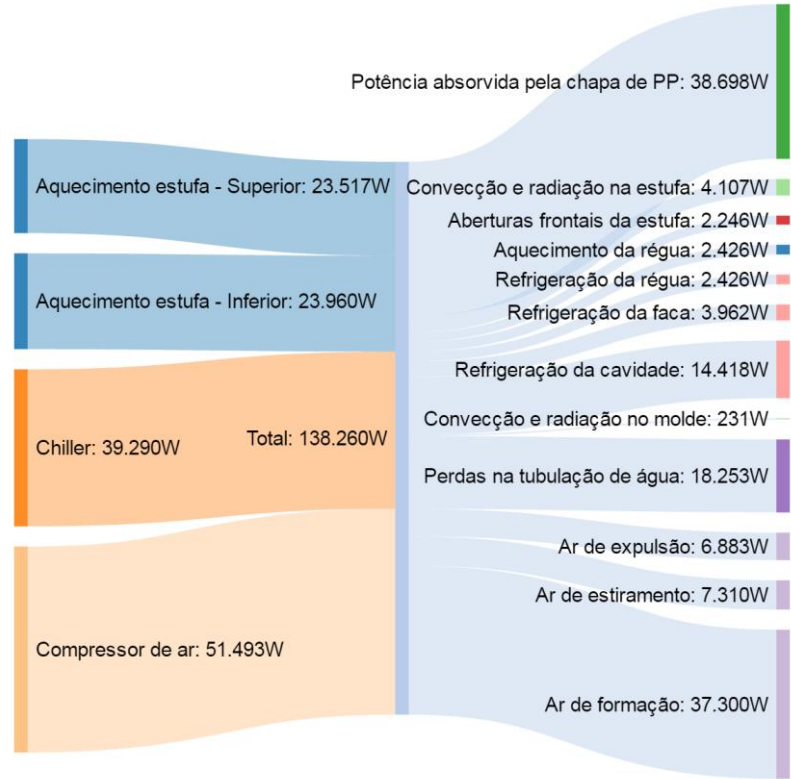 Potência absorvida pela chapa de PP: 38.698W
Aquecimento estufa - Superior: 23.517W
Convecção e radiação na estufa: 4.107W
Aberturas frontais da estufa: 2.246W
Aquecimento da régua: 2.426W
Refrigeração da régua: 2.426W
Aquecimento estufa - Inferior: 23.960W
Refrigeração da faca: 3.962W
Refrigeração da cavidade: 14.418W
Convecção e radiação no molde: 231W
Total: 138.260W
Chiller: 39.290W
Perdas na tubulação de água: 18.253W
Ar de expulsão: 6.883W
Ar de estiramento: 7.310W
Compressor de ar: 51.493W
Ar de formação: 37.300W